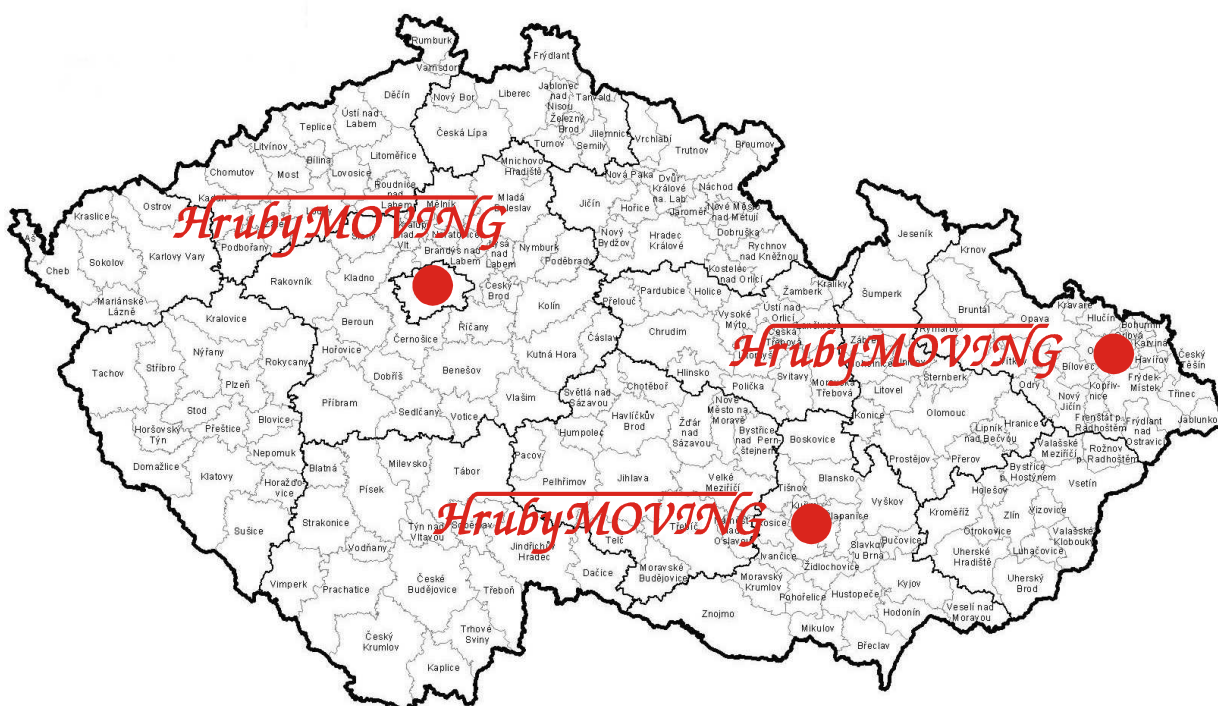 Rumburk
Varnsdorf
Frýdlant
Děčín
Nový Bor
Liberec
Jablonec
nad
Nisou
Tanvald
Železný
Brod
Ústí nad
Labem
Teplice
Česká Lípa
Jilemnice
Vrchlabí
Turnov
Semily
Trutnov
Broumov
Litvínov
Bílina
Litoměřice
Mnichovo
Hradiště
Chomutov
Most
Lovosice
Roudnice
nad
Labem
Nová Paka
Dvůr
Králové
na. Lab.
Náchod
Kadaň
Mělník
Mladá
Boleslav
Jičín
Hořice
Jaroměř
Nové Město
nad Metují
Kraslice
Ostrov
HrubyMOVING
Dobruška
Podbořany
Nový
Bydžov
Hradec
Králové
Rychnov
nad Kněžnou
Jeseník
Krnov
Aš
Cheb
Sokolov
Karlovy Vary
Brandýs nad
Labem
Lysá
nad
Labem
Nymburk
Poděbrady
Rakovník
Kladno
Český
Brod
Kostelec
nad Orlicí
Mariánské
Lázně
Kralovice
Kolín
Přelouč
Pardubice
Holice
Žamberk
Králíky
Šumperk
Bruntál
Kravaře
Hlučín
Opava
Bohumín
Beroun
Říčany
Vysoké
Mýto
Ústí nad
Orlicí
Česká
Třebová
HrubyMOVING
Karviná
Havířov
Český
Těšín
Nýřany
Rokycany
Hořovice
Černošice
Čáslav
Chrudim
Kutná Hora
Bílovec
Tachov
Stříbro
Plzeň
Dobříš
Benešov
Hlinsko
Svitavy
Moravská
Třebová
Litovel
Šternberk
Odry
Nový
Jičín
Kopřiv-
nice
Frýdek-
Místek
Třinec
Stod
Přeštice
Blovice
Příbram
Sedlčany
Votice
Vlašim
Světlá nad
Sázavou
Chotěboř
Polička
Konice
Olomouc
Lipník
nad Bečvou
Hranice
Frenštát p.
Radhoštěm
Frýdlant
nad
Ostravicí
Jablunkov
Horšovský
Týn
Nepomuk
Humpolec
Havlíčkův
Brod
Žďár
nad
Sázavou
Nové
Město na
Moravě
Bystřice
nad Pern-
štejnem
Boskovice
Prostějov
Přerov
Valašské
Meziříčí
Rožnov
p. Radhoštěm
Domažlice
Klatovy
Horažďo-
vice
Blatná
Milevsko
Tábor
Pacov
Pelhřimov
Jihlava
Velké
Meziříčí
Tišnov
Blansko
Bystřice
p. Hostýnem
Vsetín
Holešov
Sušice
Písek
Strakonice
Týn nad
Vltavou
HrubyMOVING
Třebíč
Vyškov
Kroměříž
Zlín
Vizovice
Otrokovice
Valašské
Klobouky
Vodňany
Jindřichův
Hradec
Telč
Ivančice
Slavkov
u Brna
Bučovice
Uherské
Hradiště
Luhačovice
Vimperk
Prachatice
České
Budějovice
Třeboň
Dačice
Moravské
Budějovice
Moravský
Krumlov
Židlochovice
Pohořelice
Hustopeče
Kyjov
Uherský
Brod
Znojmo
Hodonín
Veselí nad
Moravou
Český
Krumlov
Trhové
Sviny
Kaplice
Mikulov
Břeclav